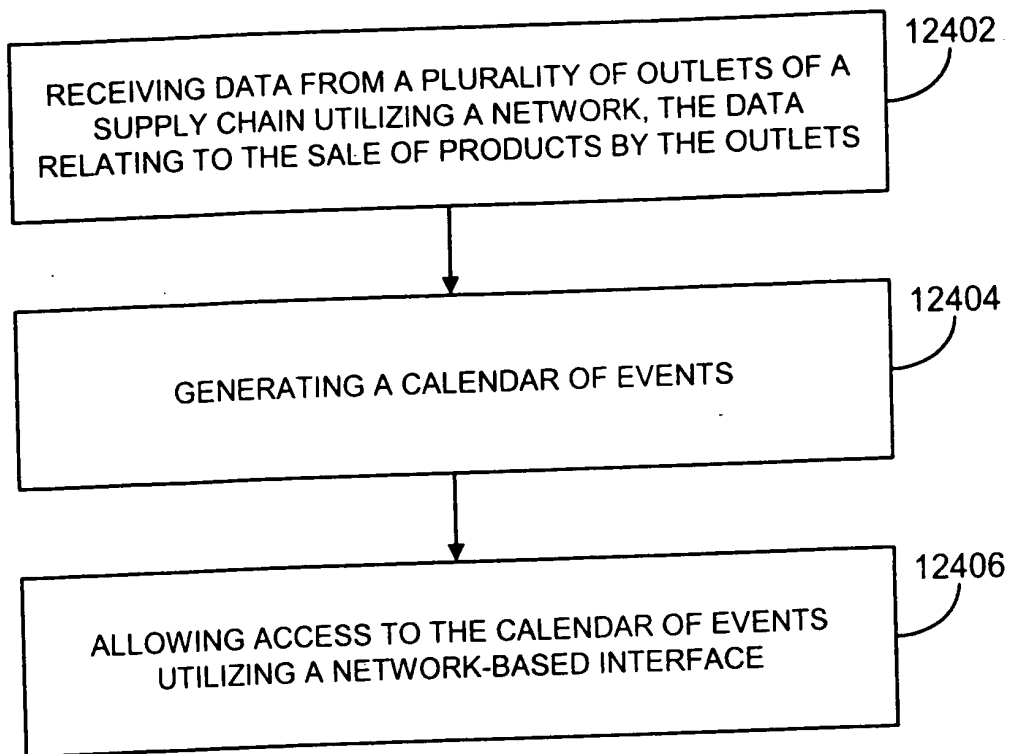 12402
RECEIVING DATA FROM A PLURALITY OF OUTLETS OF A
SUPPLY CHAIN UTILIZING A NETWORK, THE DATA
RELATING TO THE SALE OF PRODUCTS BY THE OUTLETS
12404
GENERATING A CALENDAR OF EVENTS
12406
ALLOWING ACCESS TO THE CALENDAR OF EVENTS
UTILIZING A NETWORK-BASED INTERFACE